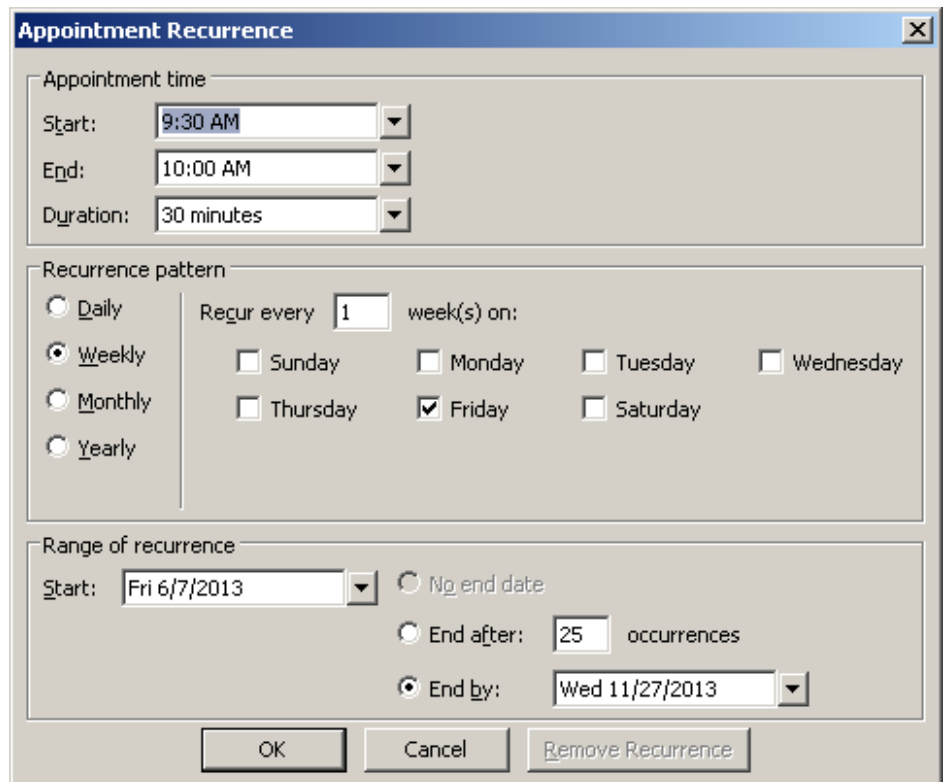 Appointment Recurrence
Appointment time
Start: 9:30 AM
End: 10:00 AM
Duration: 30 minutes
Recurrence pattern
Daily
Recur every 1 week(s) on:
Weekly
Sunday Monday Tuesday Wednesday
Monthly
Thursday Friday Saturday
Yearly
Range of recurrence
Start: Fri 6/7/2013
No end date
End after: 25 occurrences
End by: Wed 11/27/2013
OK Cancel Remove Recurrence